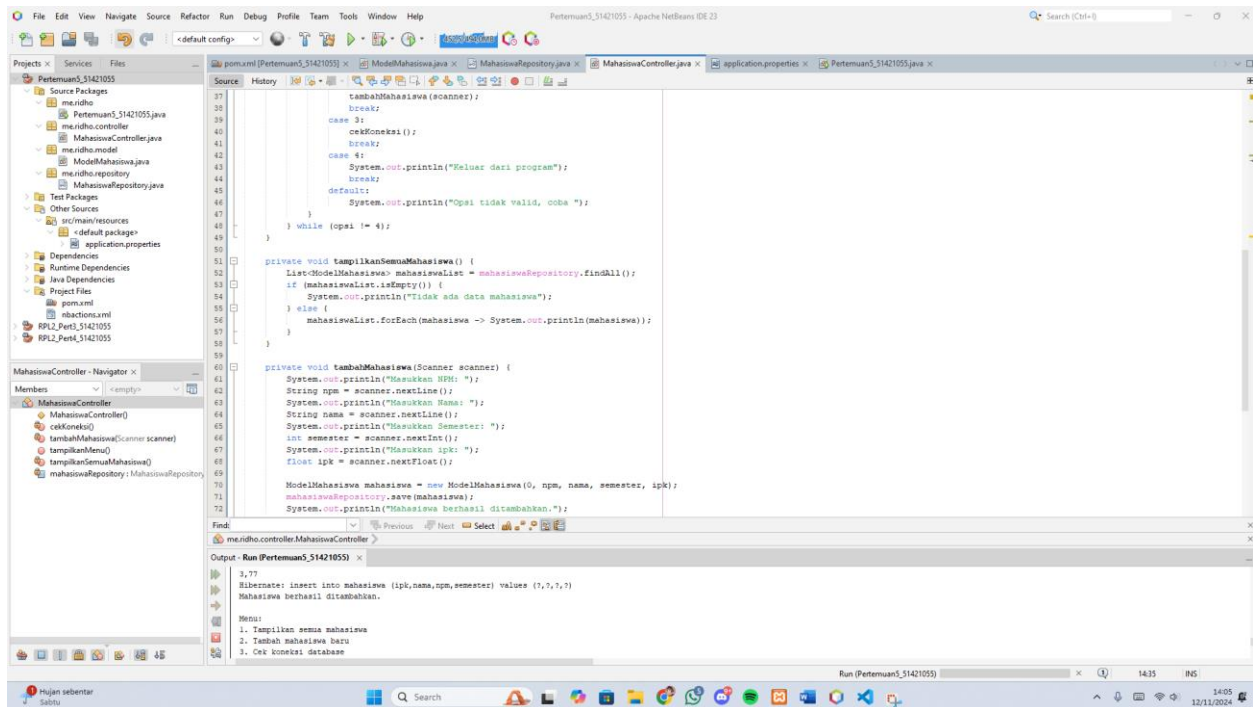 File Edit View Navigate Source Refactor Run Debug Profile Team Tools Window Help
Pertemuan5_51421055 - Apache NetBeans IDE 23
Search (Ctrl+I)
<default config>
Projects Services Files
pom.xml [Pertemuan5_51421055] ModelMahasiswa.java MahasiswaRepository.java MahasiswaController.java application.properties Pertemuan5_51421055.java
Source History
Pertemuan5_51421055
Source Packages
me.ridho
Pertemuan5_51421055.java
me.ridho.controller
MahasiswaController.java
me.ridho.model
ModelMahasiswa.java
me.ridho.repository
MahasiswaRepository.java
Test Packages
Other Sources
src/main/resources
<default package>
application.properties
Dependencies
Runtime Dependencies
Java Dependencies
Project Files
pom.xml
nbactions.xml
RPL2_Pert3_51421055
RPL2_Pert4_51421055
MahasiswaController - Navigator
Members <empty>
MahasiswaController
MahasiswaController()
cekKoneksi()
tambahMahasiswa(Scanner scanner)
tampilkanMenu()
tampilkanSemuaMahasiswa()
mahasiswaRepository : MahasiswaRepository
37 tambahMahasiswa(scanner);
38 break;
39 case 3:
40 cekKoneksi();
41 break;
42 case 4:
43 System.out.println("Keluar dari program");
44 break;
45 default:
46 System.out.println("Opsi tidak valid, coba ");
47 }
48 } while (opsi != 4);
49 }
50
51 private void tampilkanSemuaMahasiswa() {
52 List<ModelMahasiswa> mahasiswaList = mahasiswaRepository.findAll();
53 if (mahasiswaList.isEmpty()) {
54 System.out.println("Tidak ada data mahasiswa");
55 } else {
56 mahasiswaList.forEach(mahasiswa -> System.out.println(mahasiswa));
57 }
58 }
59
60 private void tambahMahasiswa(Scanner scanner) {
61 System.out.println("Masukkan NPM: ");
62 String npm = scanner.nextLine();
63 System.out.println("Masukkan Nama: ");
64 String nama = scanner.nextLine();
65 System.out.println("Masukkan Semester: ");
66 int semester = scanner.nextInt();
67 System.out.println("Masukkan ipk: ");
68 float ipk = scanner.nextFloat();
69
70 ModelMahasiswa mahasiswa = new ModelMahasiswa(0, npm, nama, semester, ipk);
71 mahasiswaRepository.save(mahasiswa);
72 System.out.println("Mahasiswa berhasil ditambahkan.");
Find: Previous Next Select
me.ridho.controller.MahasiswaController
Output - Run (Pertemuan5_51421055)
3,77
Hibernate: insert into mahasiswa (ipk,nama,npm,semester) values (?,?,?,?)
Mahasiswa berhasil ditambahkan.
Menu:
1. Tampilkan semua mahasiswa
2. Tambah mahasiswa baru
3. Cek koneksi database
Run (Pertemuan5_51421055) 14:35 INS
Hujan sebentar
Sabtu
Search
14:05
12/11/2024